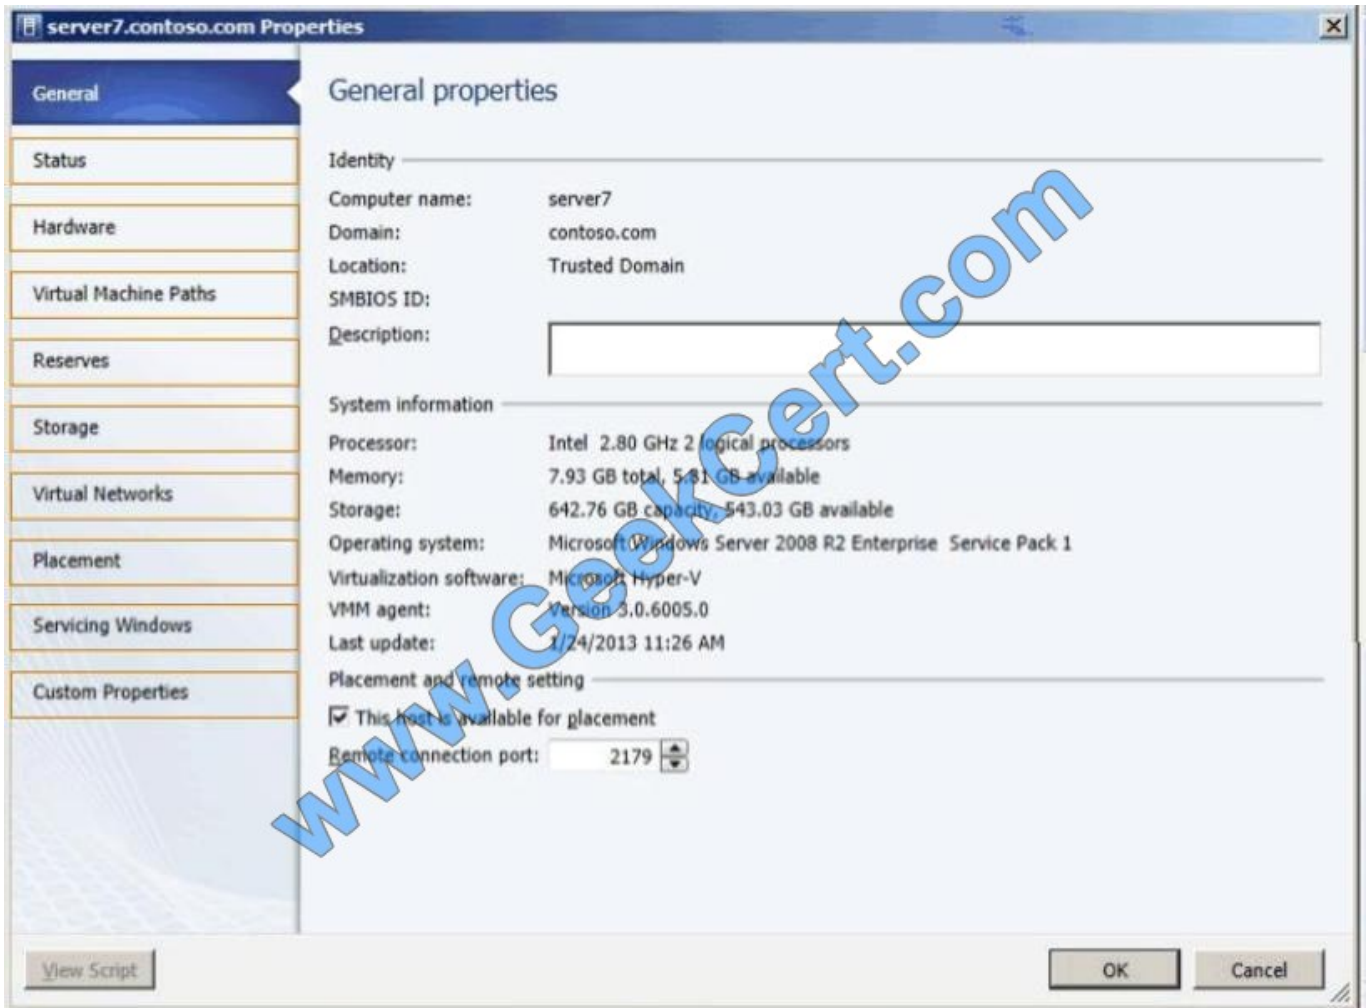 server7.contoso.com Properties
General
Status
Hardware
Virtual Machine Paths
Reserves
Storage
Virtual Networks
Placement
Servicing Windows
Custom Properties
General properties
Identity
Computer name: server7
Domain: contoso.com
Location: Trusted Domain
SMBIOS ID:
Description:
System information
Processor: Intel 2.80 GHz 2 logical processors
Memory: 7.93 GB total, 5.81 GB available
Storage: 642.76 GB capacity, 543.03 GB available
Operating system: Microsoft Windows Server 2008 R2 Enterprise Service Pack 1
Virtualization software: Microsoft Hyper-V
VMM agent: Version 3.0.6005.0
Last update: 1/24/2013 11:26 AM
Placement and remote setting
This host is available for placement
Remote connection port: 2179
View Script
OK
Cancel
www.GeekCert.com